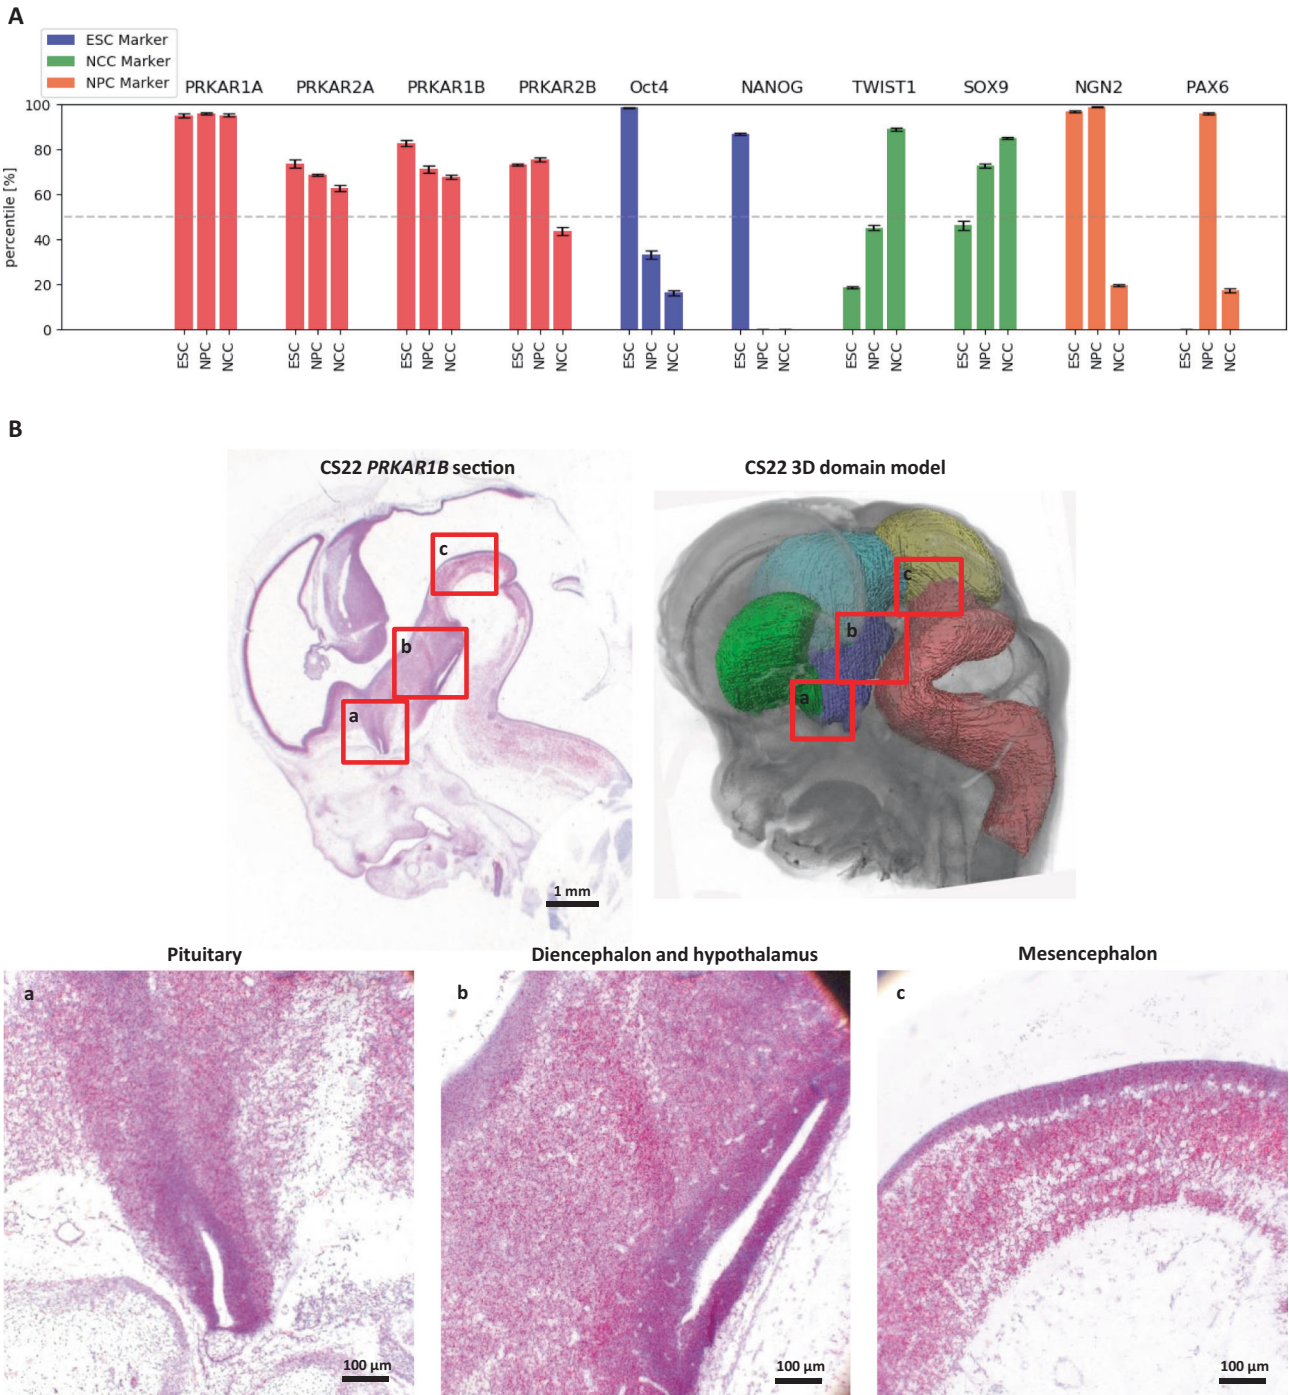 A
ESC Marker
NCC Marker
NPC Marker
PRKAR1A PRKAR2A PRKAR1B PRKAR2B Oct4 NANOG TWIST1 SOX9 NGN2 PAX6
percentile [%]
100
80
60
40
20
0
ESC NPC NCC ESC NPC NCC ESC NPC NCC ESC NPC NCC ESC NPC NCC ESC NPC NCC ESC NPC NCC ESC NPC NCC ESC NPC NCC ESC NPC NCC
B
CS22 PRKAR1B section
c
b
a
1 mm
CS22 3D domain model
c
b
a
Pituitary
a
100 µm
Diencephalon and hypothalamus
b
100 µm
Mesencephalon
c
100 µm